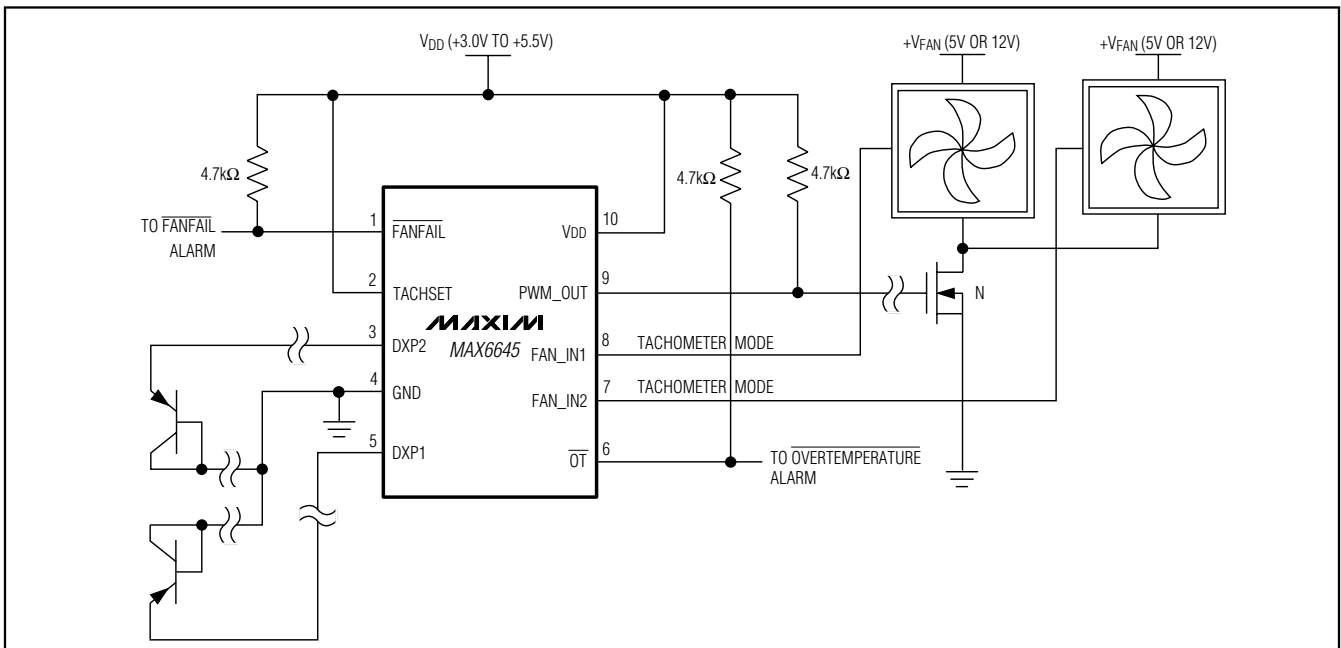 VDD (+3.0V TO +5.5V)
+VFAN (5V OR 12V)
+VFAN (5V OR 12V)
4.7kΩ
4.7kΩ
4.7kΩ
TO FANFAIL
ALARM
1
FANFAIL
VDD
10
2
TACHSET
PWM_OUT
9
N
MAXIM
MAX6645
3
DXP2
FAN_IN1
8
TACHOMETER MODE
4
GND
FAN_IN2
7
TACHOMETER MODE
5
DXP1
OT
6
TO OVERTEMPERATURE
ALARM